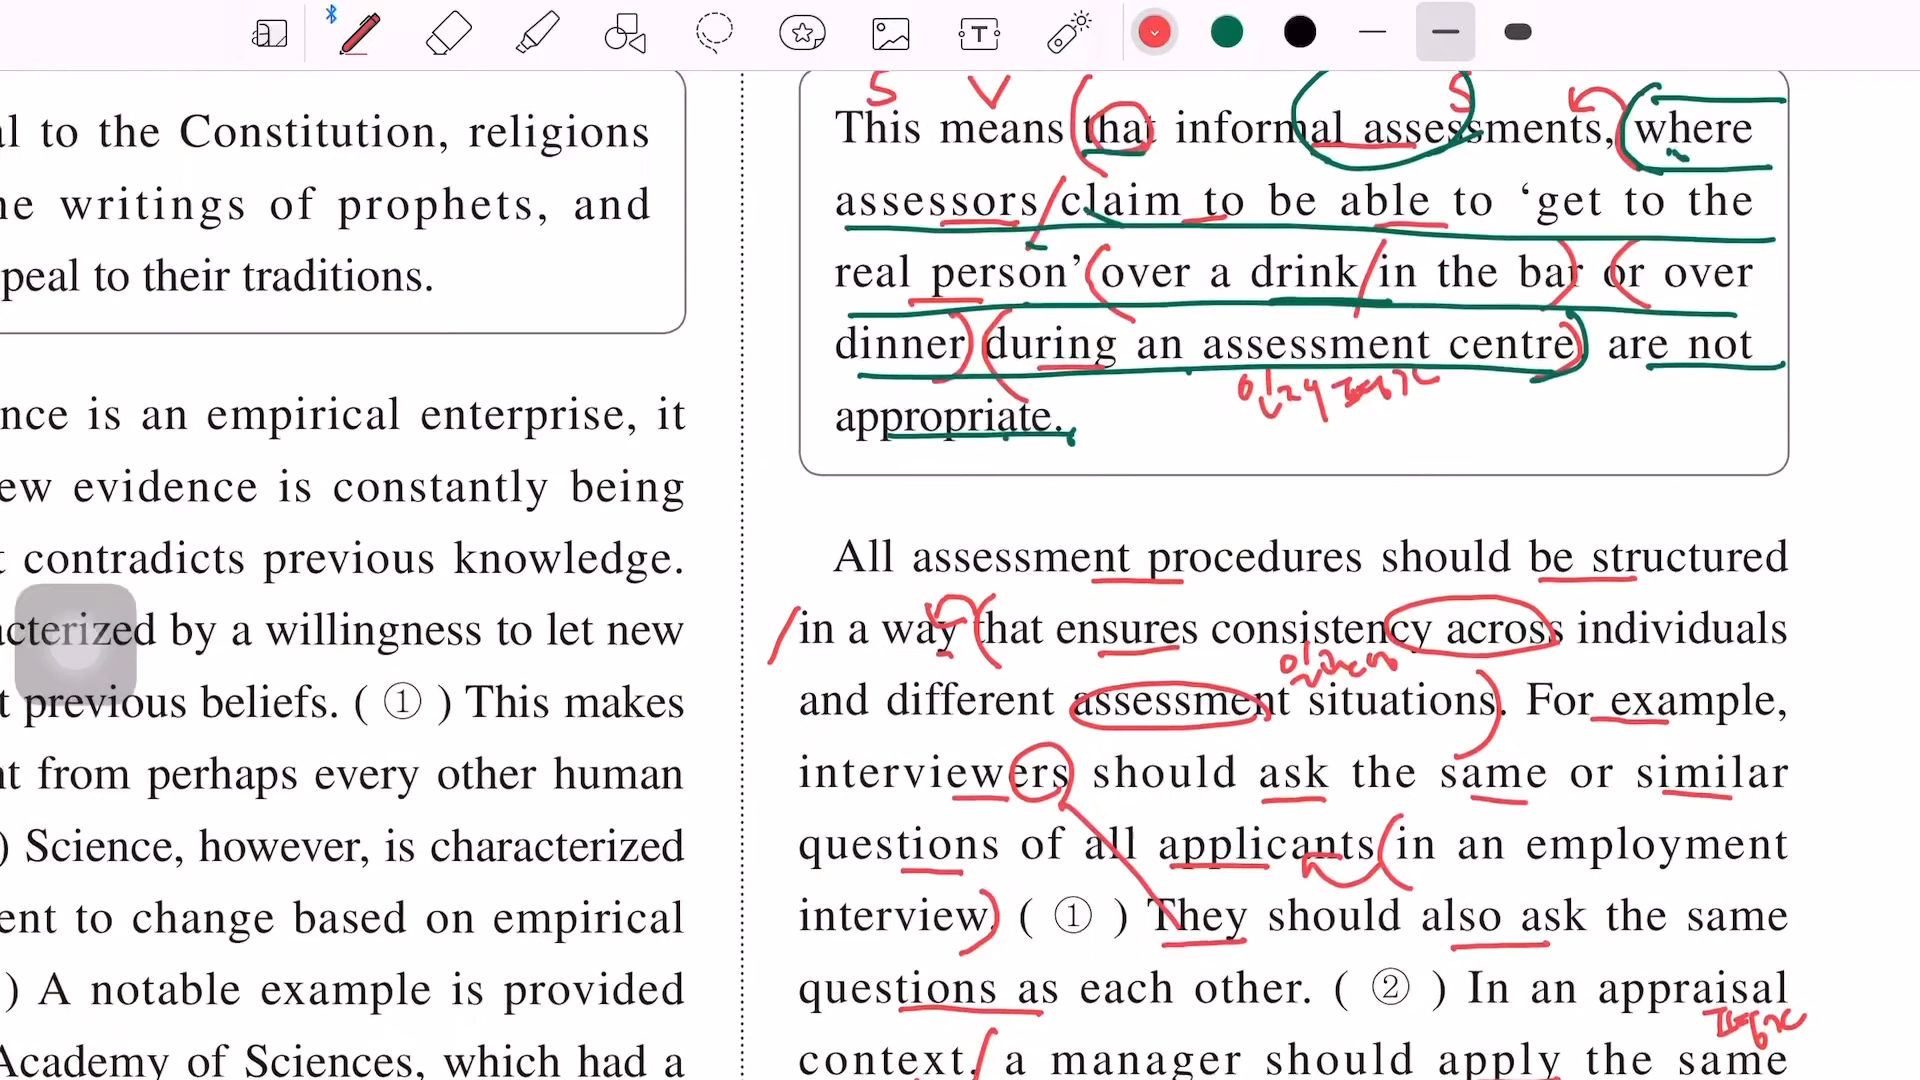 al to the Constitution, religions
ne writings of prophets, and
peal to their traditions.
nce is an empirical enterprise, it
ew evidence is constantly being
t contradicts previous knowledge.
acterized by a willingness to let new
t previous beliefs. ( ① ) This makes
nt from perhaps every other human
) Science, however, is characterized
ent to change based on empirical
) A notable example is provided
Academy of Sciences, which had a
S V S
This means that informal assessments, where
assessors claim to be able to ‘get to the
real person’ over a drink in the bar or over
dinner during an assessment centre are not
appropriate.
All assessment procedures should be structured
in a way that ensures consistency across individuals
and different assessment situations. For example,
interviewers should ask the same or similar
questions of all applicants in an employment
interview. ( ① ) They should also ask the same
questions as each other. ( ② ) In an appraisal
context, a manager should apply the same